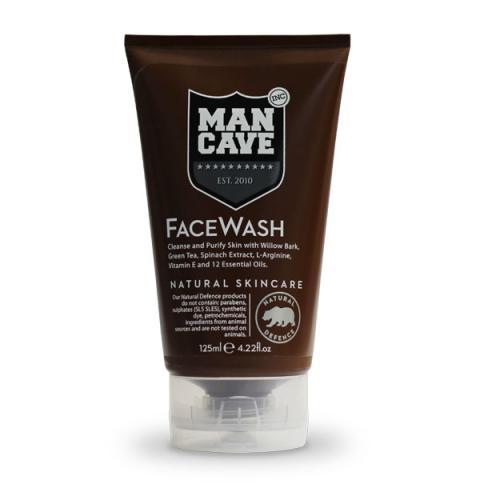 INC
MAN
CAVE
EST. 2010
FACEWASH
Cleanse and Purify Skin with Willow Bark,
Green Tea, Spinach Extract, L-Arginine,
Vitamin E and 12 Essential Oils.
NATURAL SKINCARE
Our Natural Defence products
do not contain: parabens,
sulphates (SLS SLES), synthetic
dye, petrochemicals,
ingredients from animal
sources and are not tested on
animals.
NATURAL
DEFENCE
125ml ℮ 4.22fl.oz